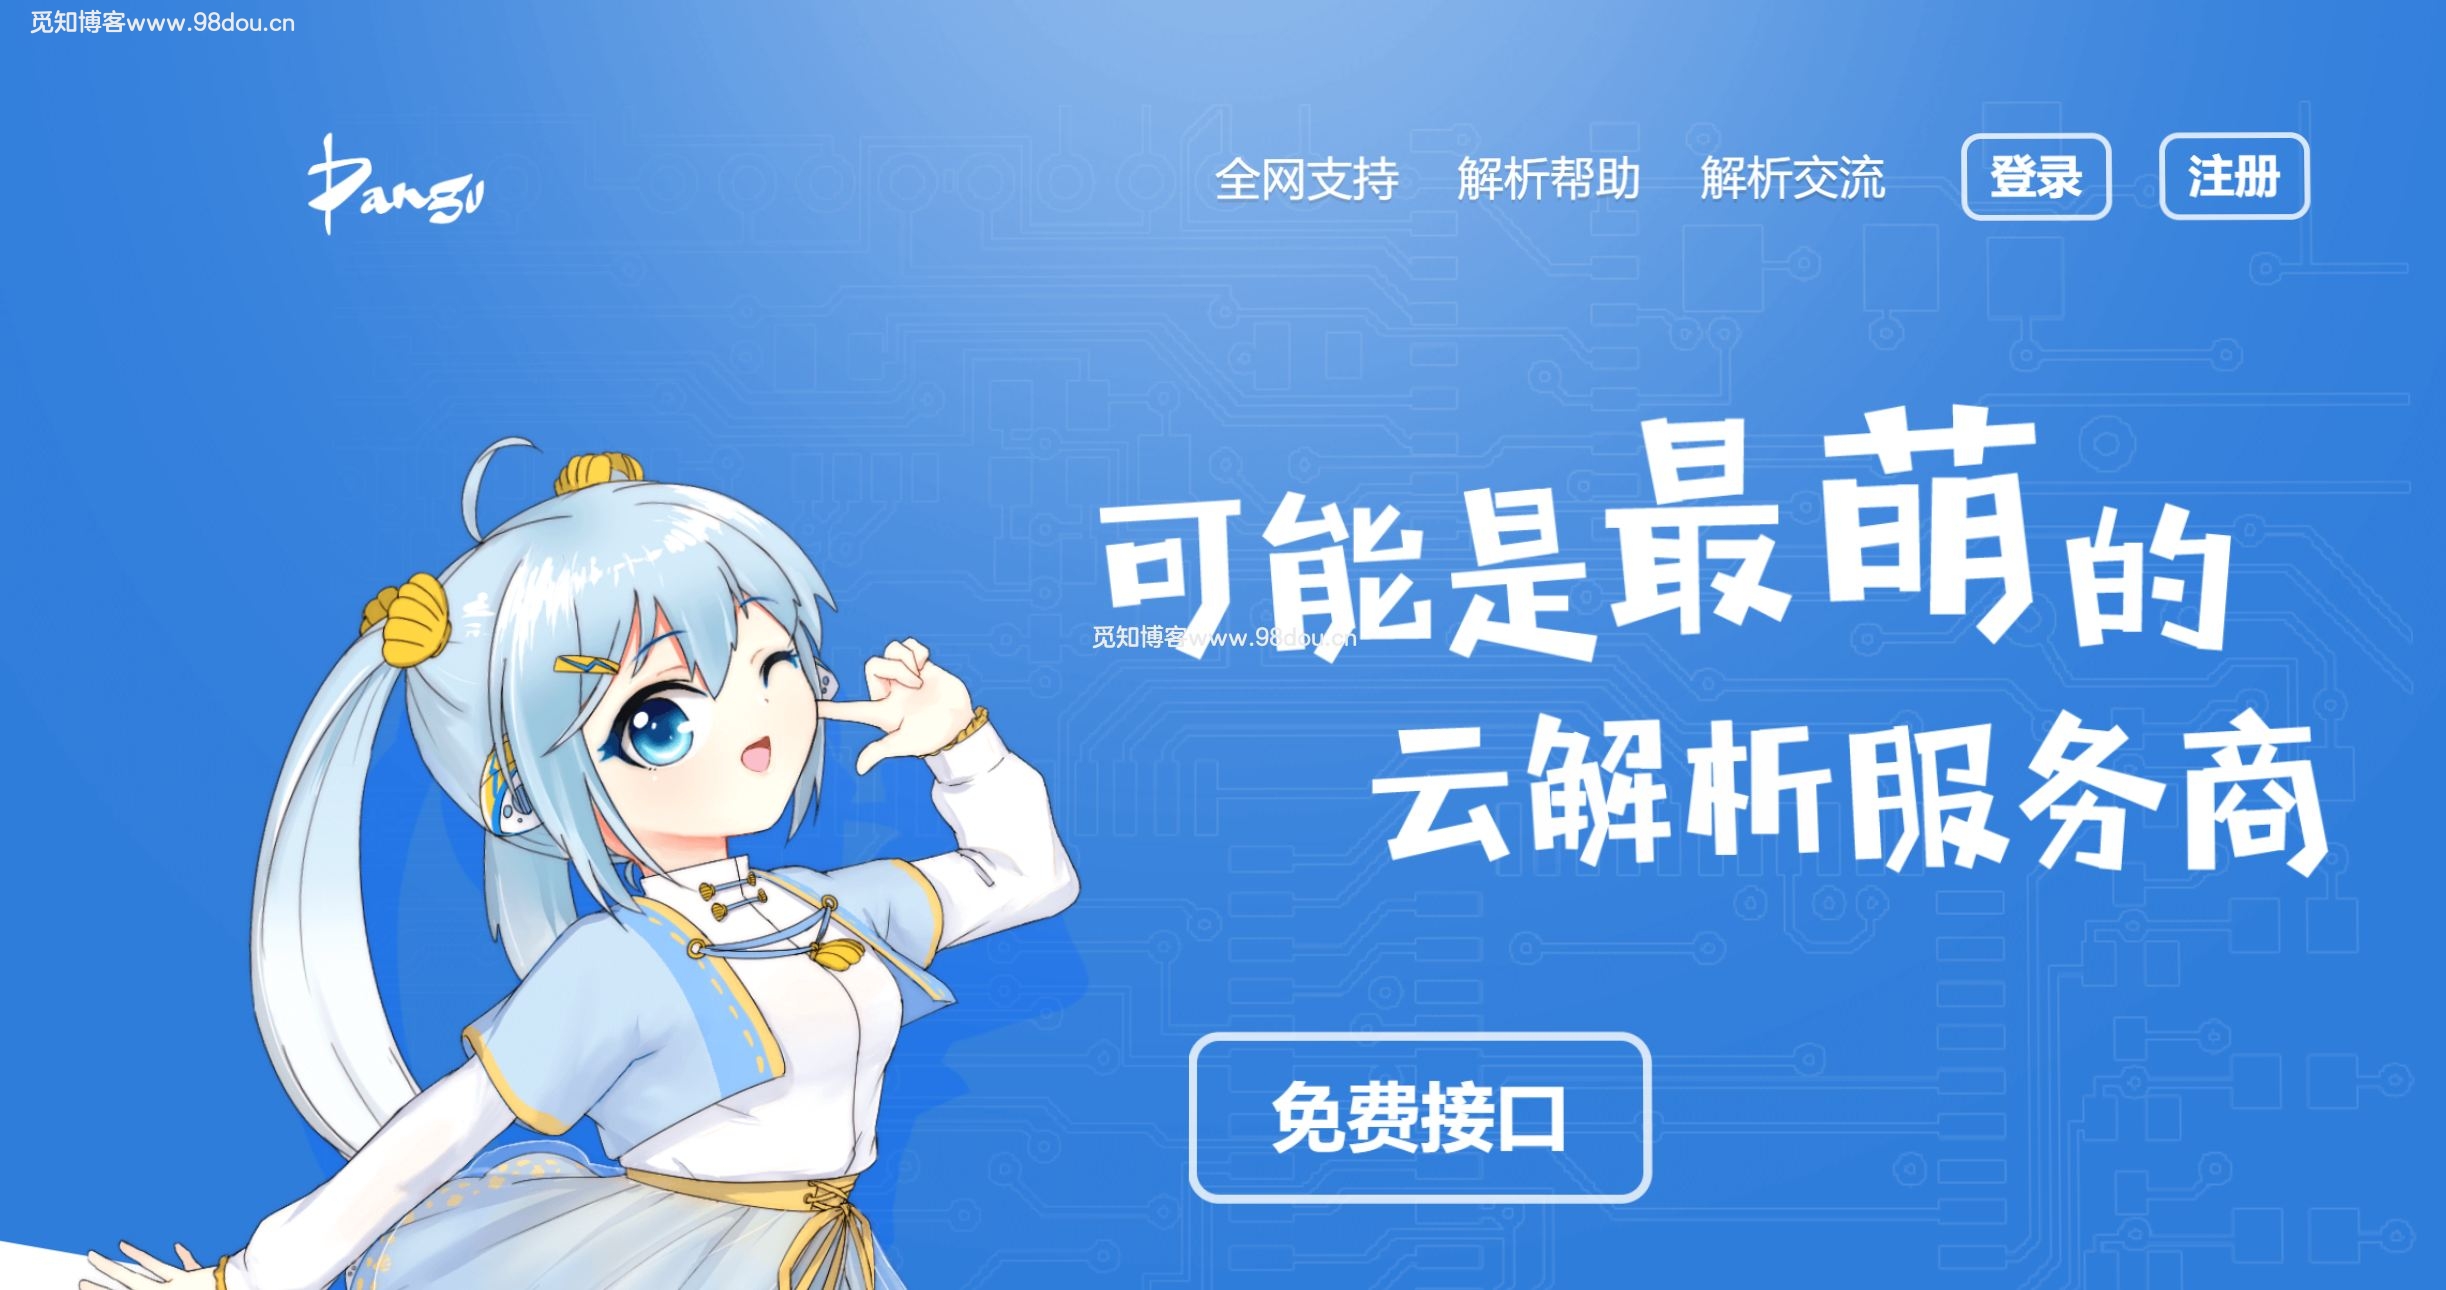 觅知博客www.98dou.cn
Pangu
全网支持 解析帮助 解析交流 登录 注册
可能是最萌的
觅知博客www.98dou.cn
云解析服务商
免费接口